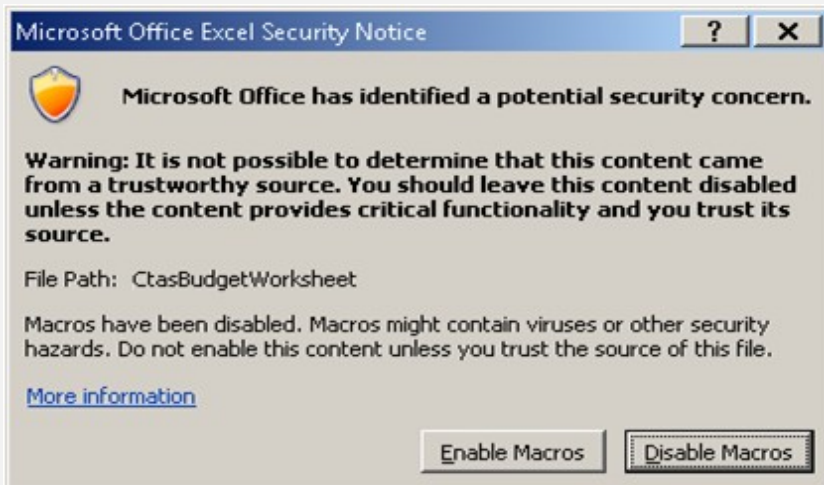 Microsoft Office Excel Security Notice
Microsoft Office has identified a potential security concern.
Warning: It is not possible to determine that this content came
from a trustworthy source. You should leave this content disabled
unless the content provides critical functionality and you trust its
source.
File Path: CtasBudgetWorksheet
Macros have been disabled. Macros might contain viruses or other security
hazards. Do not enable this content unless you trust the source of this file.
More information
Enable Macros
Disable Macros